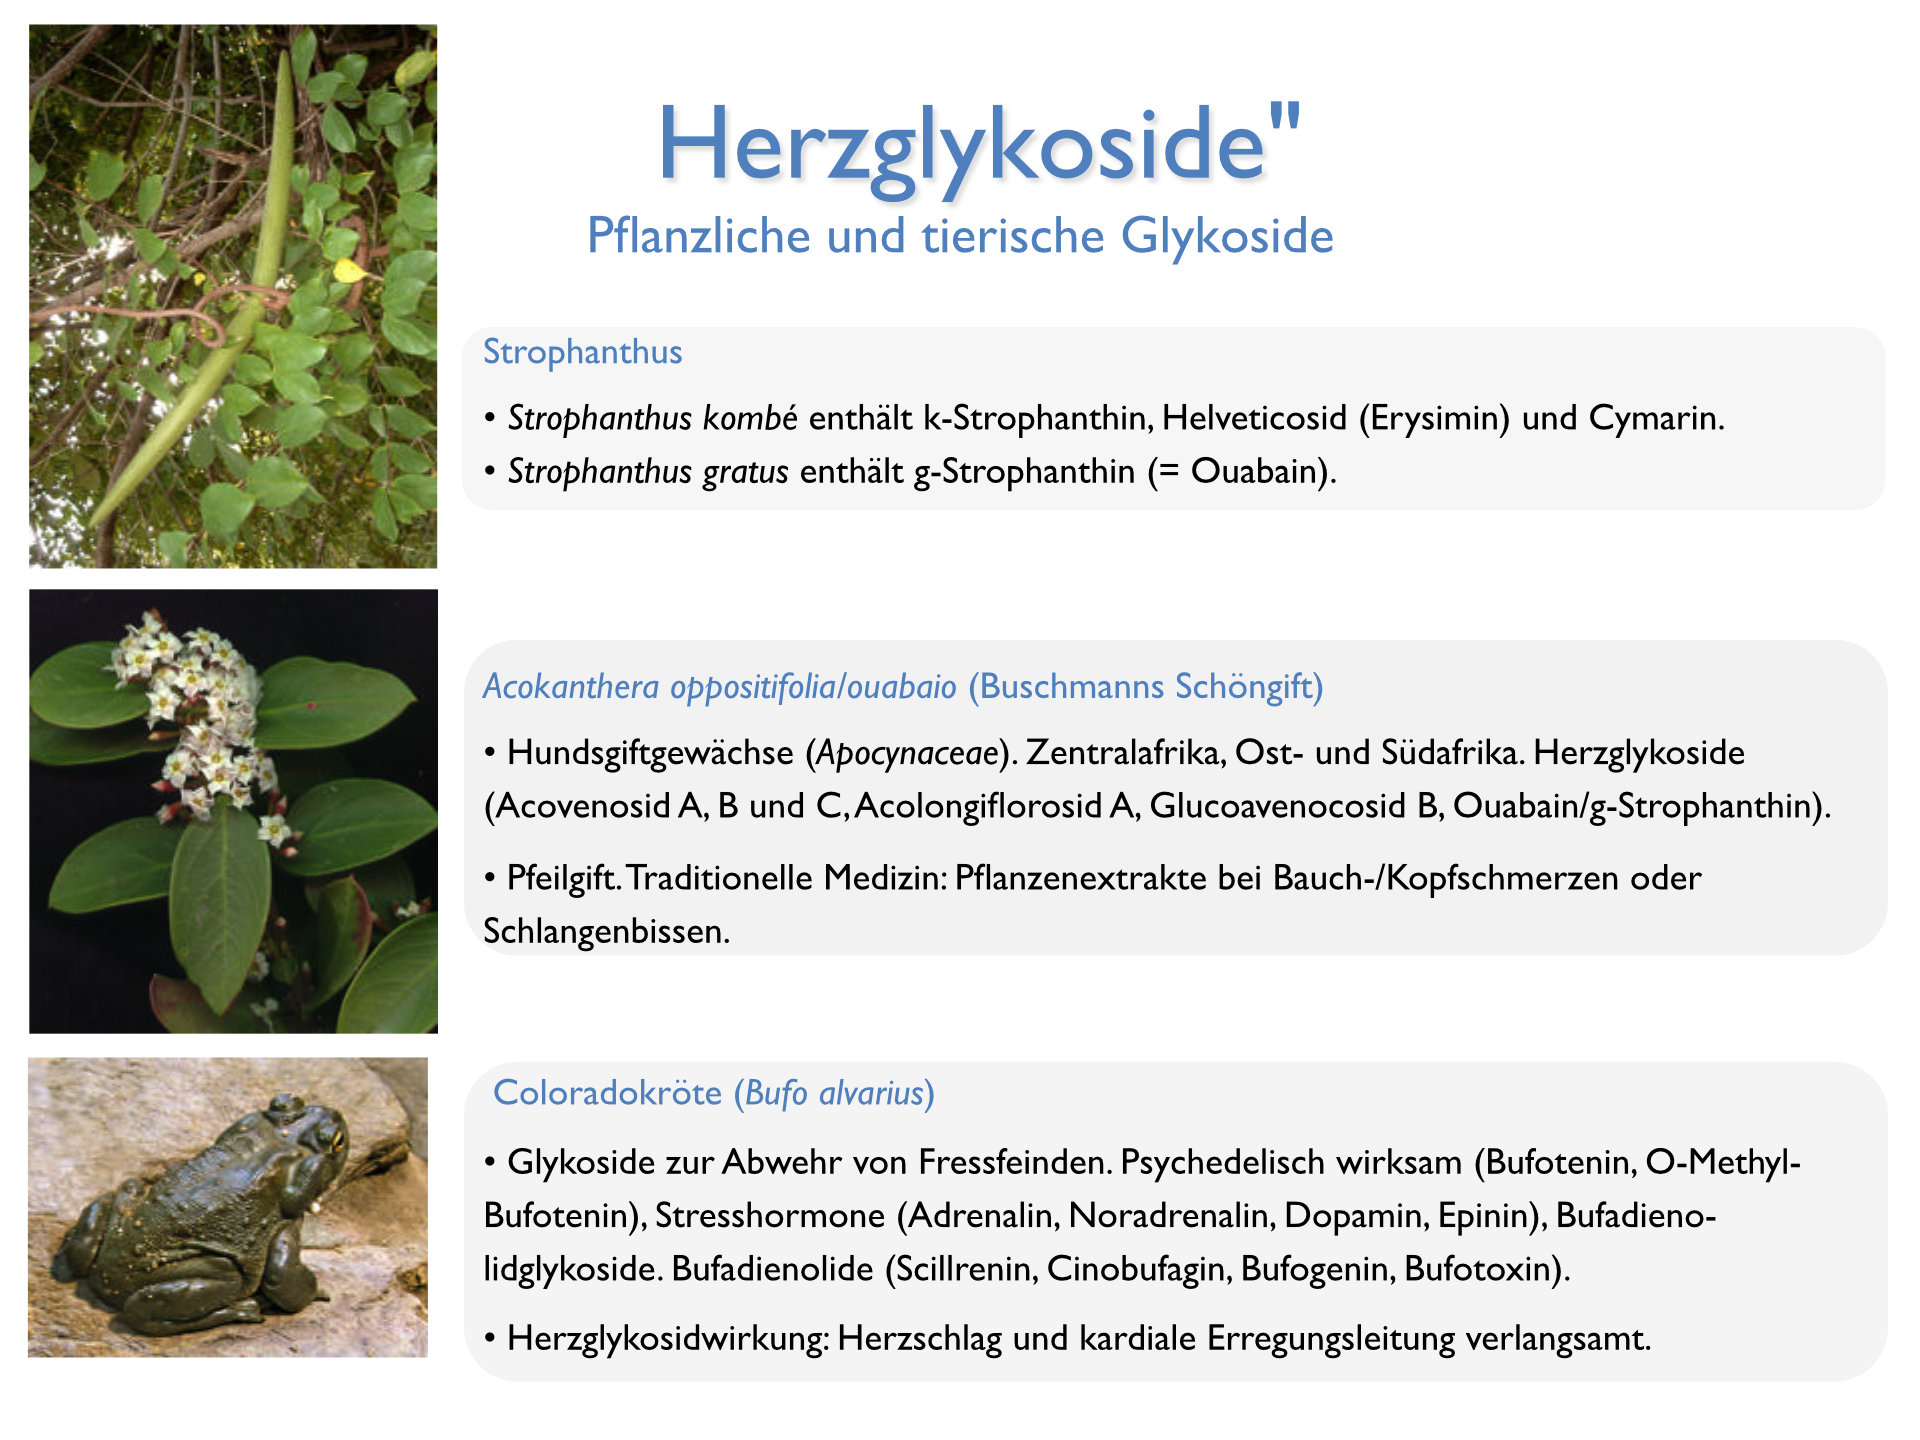 Herzglykoside"
Pflanzliche und tierische Glykoside
Strophanthus
• Strophanthus kombé enthält k-Strophanthin, Helveticosid (Erysimin) und Cymarin.
• Strophanthus gratus enthält g-Strophanthin (= Ouabain).
Acokanthera oppositifolia/ouabaio (Buschmanns Schöngift)
• Hundsgiftgewächse (Apocynaceae). Zentralafrika, Ost- und Südafrika. Herzglykoside
(Acovenosid A, B und C, Acolongiflorosid A, Glucoavenocosid B, Ouabain/g-Strophanthin).
• Pfeilgift. Traditionelle Medizin: Pflanzenextrakte bei Bauch-/Kopfschmerzen oder
Schlangenbissen.
Coloradokröte (Bufo alvarius)
• Glykoside zur Abwehr von Fressfeinden. Psychedelisch wirksam (Bufotenin, O-Methyl-
Bufotenin), Stresshormone (Adrenalin, Noradrenalin, Dopamin, Epinin), Bufadieno-
lidglykoside. Bufadienolide (Scillrenin, Cinobufagin, Bufogenin, Bufotoxin).
• Herzglykosidwirkung: Herzschlag und kardiale Erregungsleitung verlangsamt.